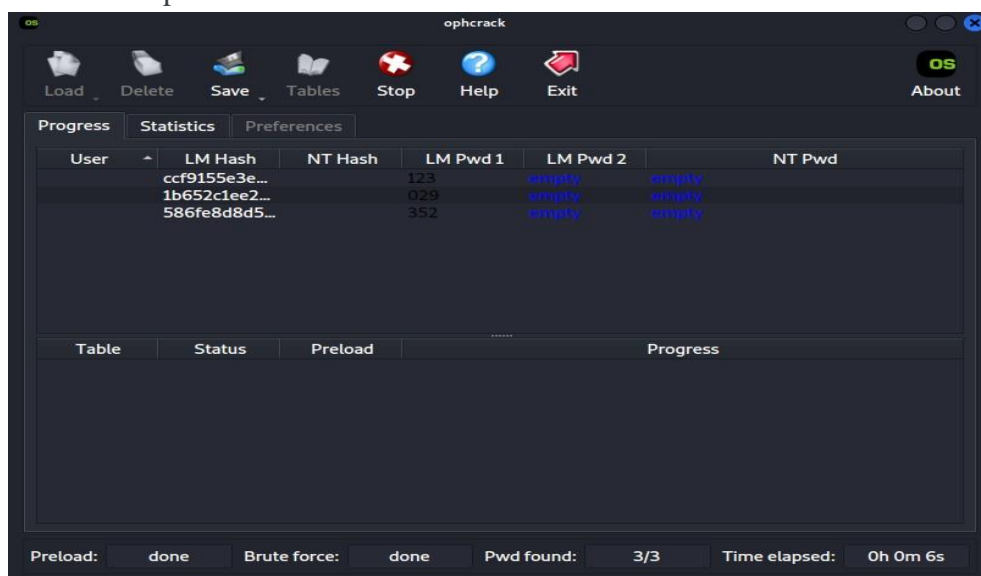 os ophcrack
Load Delete Save Tables Stop Help Exit OS About
Progress Statistics Preferences
User LM Hash NT Hash LM Pwd 1 LM Pwd 2 NT Pwd
ccf9155e3e... 123 empty empty
1b652c1ee2... 029 empty empty
586fe8d8d5... 352 empty empty
Table Status Preload Progress
Preload: done Brute force: done Pwd found: 3/3 Time elapsed: 0h 0m 6s